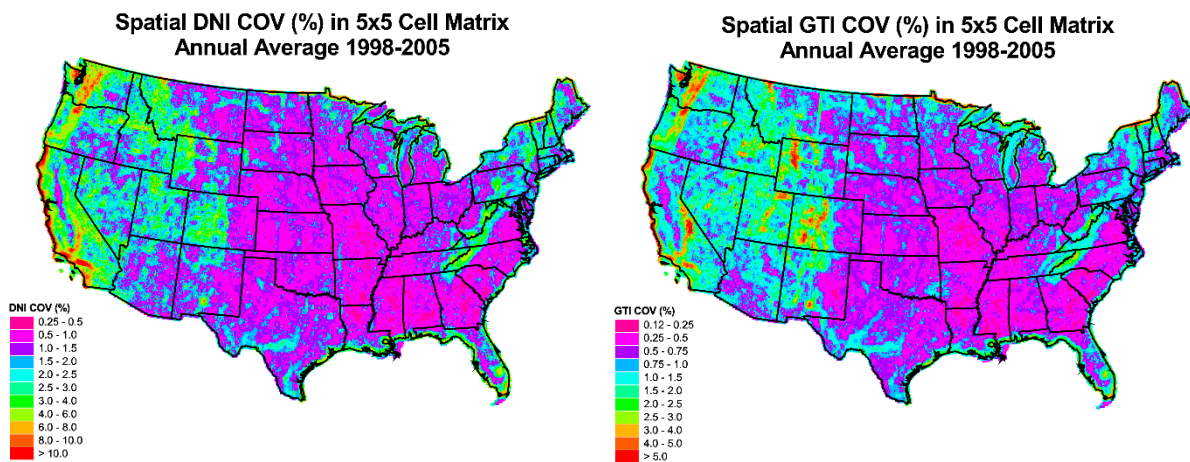 Spatial DNI COV (%) in 5x5 Cell Matrix
Annual Average 1998-2005
DNI COV (%)
0.25 - 0.5
0.5 - 1.0
1.0 - 1.5
1.5 - 2.0
2.0 - 2.5
2.5 - 3.0
3.0 - 4.0
4.0 - 6.0
6.0 - 8.0
8.0 - 10.0
> 10.0
Spatial GTI COV (%) in 5x5 Cell Matrix
Annual Average 1998-2005
GTI COV (%)
0.12 - 0.25
0.25 - 0.5
0.5 - 0.75
0.75 - 1.0
1.0 - 1.5
1.5 - 2.0
2.0 - 2.5
2.5 - 3.0
3.0 - 4.0
4.0 - 5.0
> 5.0